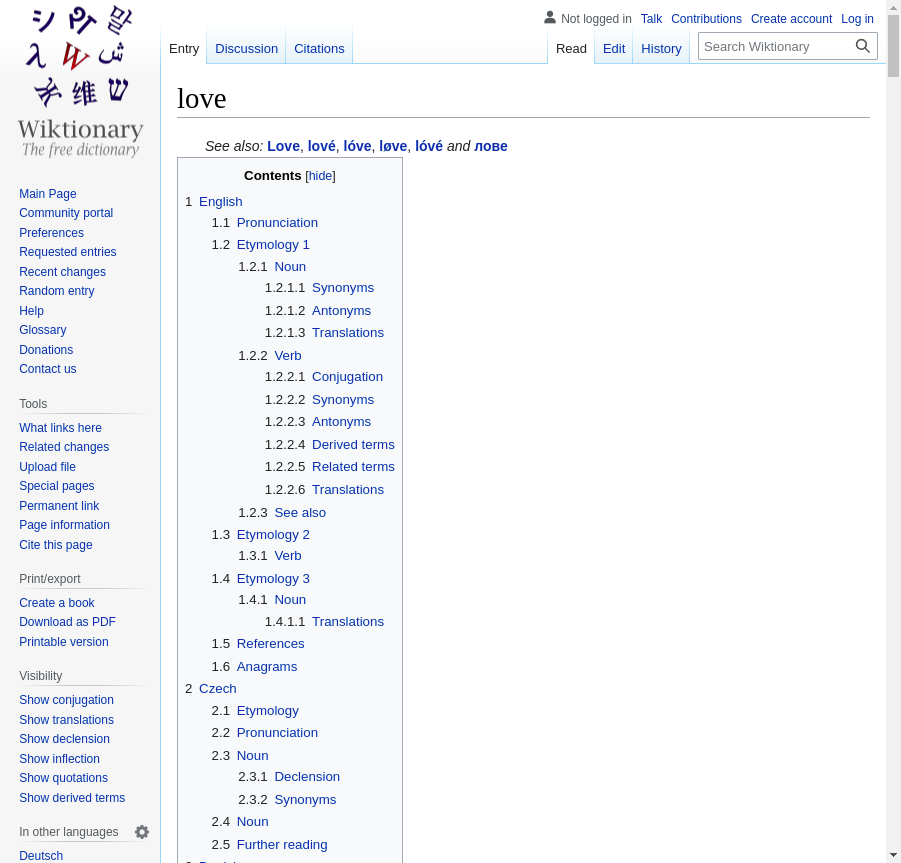 Not logged in Talk Contributions Create account Log in
Entry Discussion Citations Read Edit History Search Wiktionary
Wiktionary
The free dictionary
Main Page
Community portal
Preferences
Requested entries
Recent changes
Random entry
Help
Glossary
Donations
Contact us
Tools
What links here
Related changes
Upload file
Special pages
Permanent link
Page information
Cite this page
Print/export
Create a book
Download as PDF
Printable version
Visibility
Show conjugation
Show translations
Show declension
Show inflection
Show quotations
Show derived terms
In other languages
Deutsch
love
See also: Love, lové, lóve, løve, lóvé and лове
Contents [hide]
1 English
1.1 Pronunciation
1.2 Etymology 1
1.2.1 Noun
1.2.1.1 Synonyms
1.2.1.2 Antonyms
1.2.1.3 Translations
1.2.2 Verb
1.2.2.1 Conjugation
1.2.2.2 Synonyms
1.2.2.3 Antonyms
1.2.2.4 Derived terms
1.2.2.5 Related terms
1.2.2.6 Translations
1.2.3 See also
1.3 Etymology 2
1.3.1 Verb
1.4 Etymology 3
1.4.1 Noun
1.4.1.1 Translations
1.5 References
1.6 Anagrams
2 Czech
2.1 Etymology
2.2 Pronunciation
2.3 Noun
2.3.1 Declension
2.3.2 Synonyms
2.4 Noun
2.5 Further reading